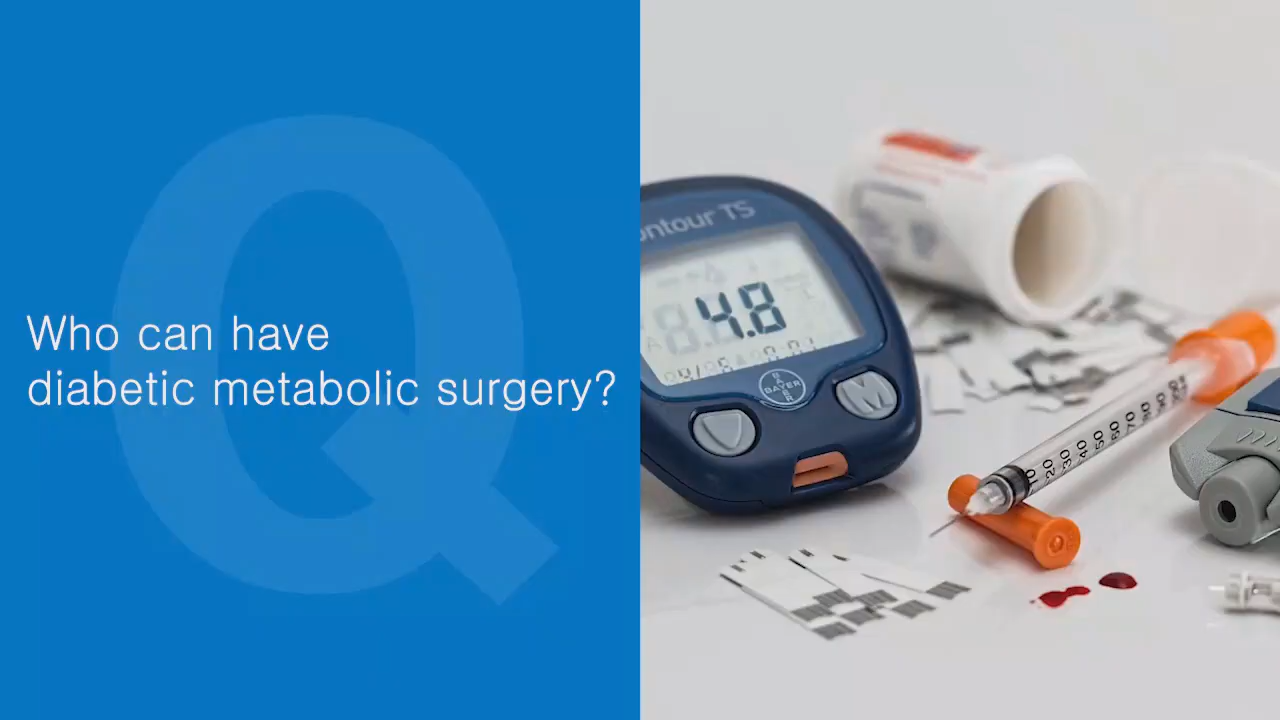 Who can have
diabetic metabolic surgery?
ontour TS
4.8
BAYER
M
10 20 30 40 50 60 70 80 90